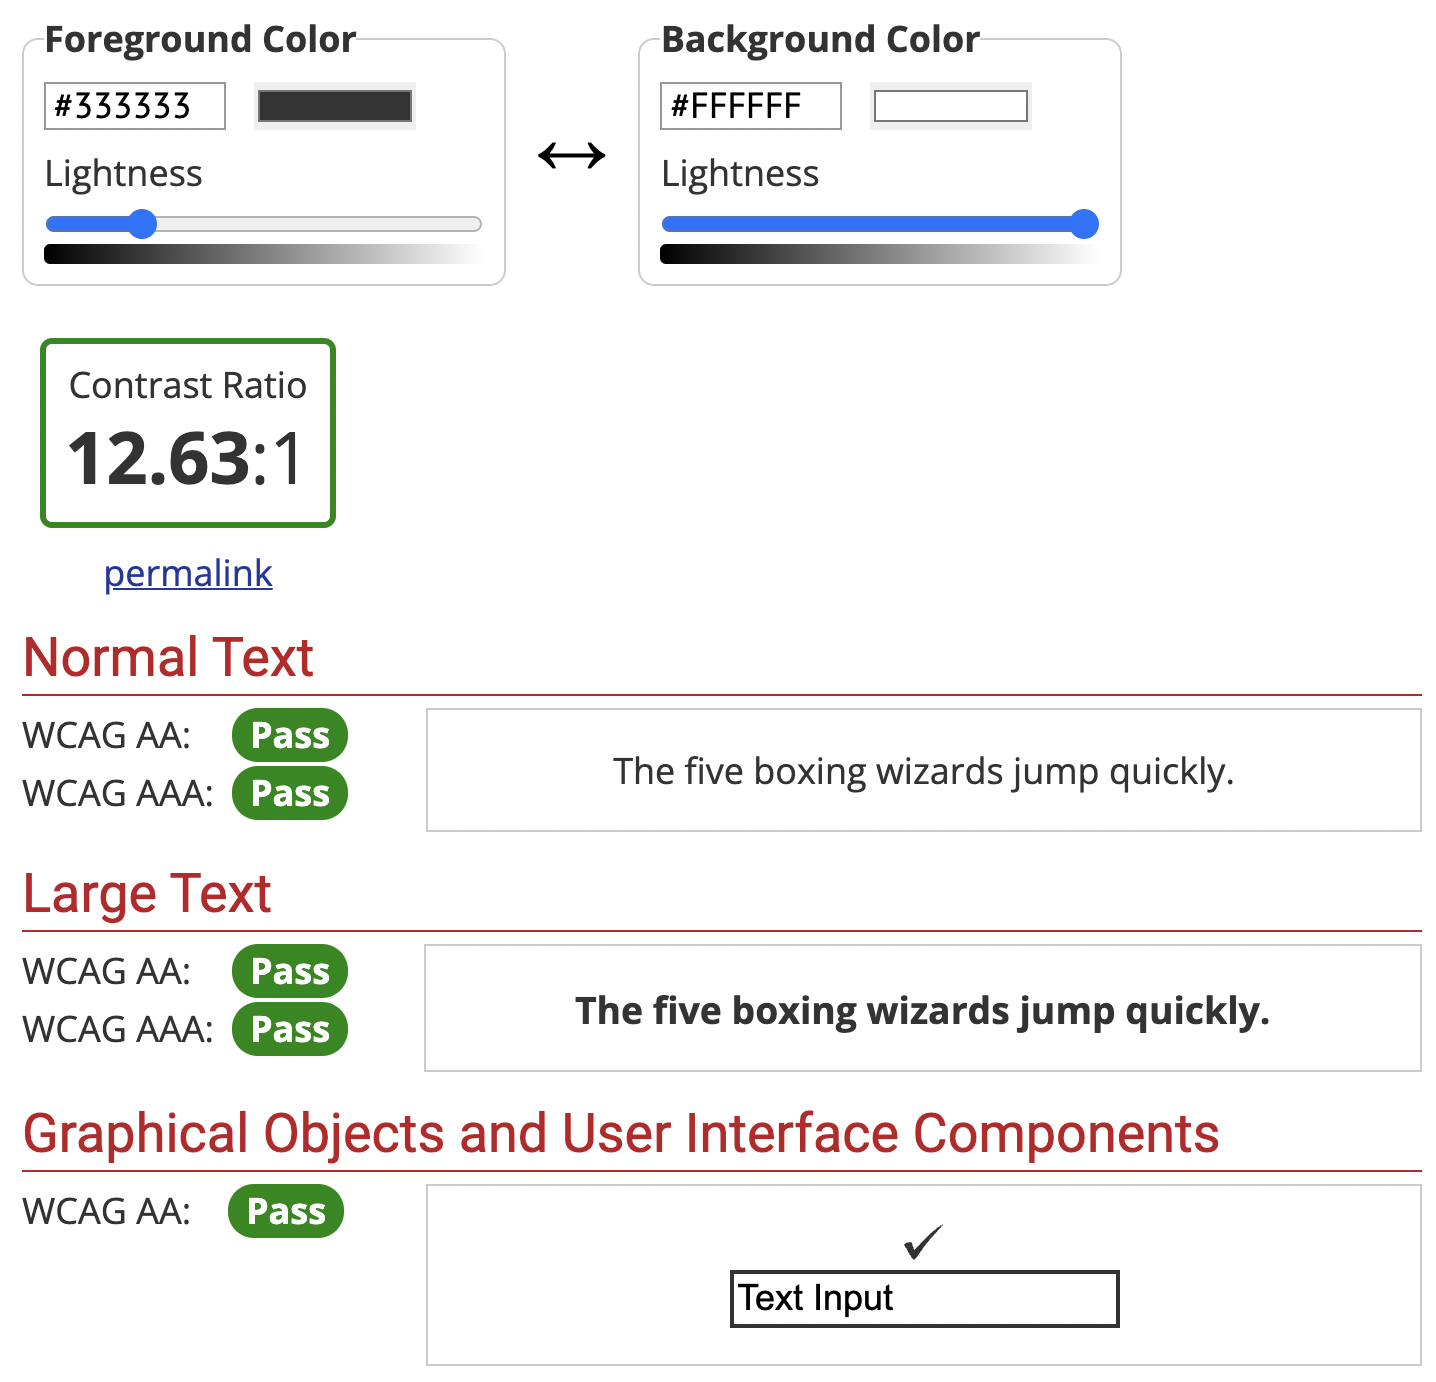 Foreground Color
#333333
Lightness
Background Color
#FFFFFF
Lightness
Contrast Ratio
12.63:1
permalink
Normal Text
WCAG AA: Pass
WCAG AAA: Pass
The five boxing wizards jump quickly.
Large Text
WCAG AA: Pass
WCAG AAA: Pass
The five boxing wizards jump quickly.
Graphical Objects and User Interface Components
WCAG AA: Pass
Text Input